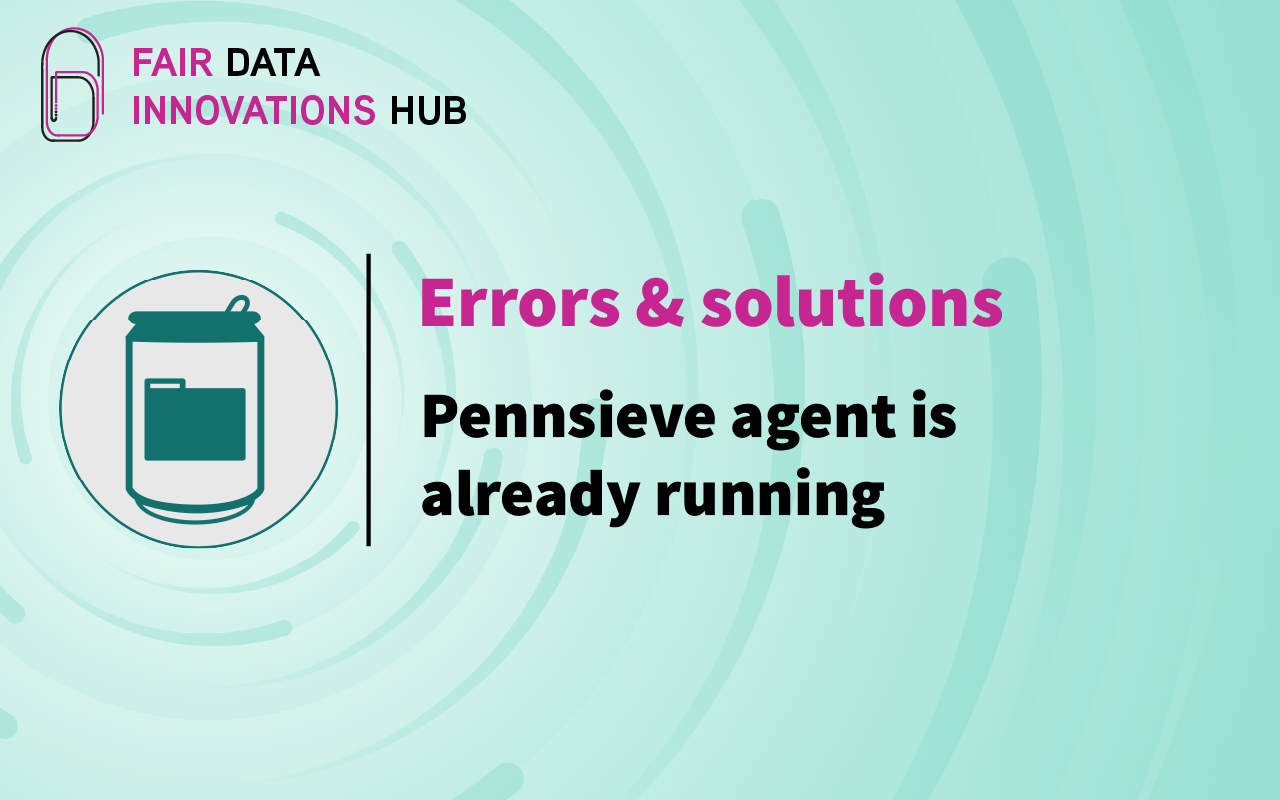 FAIR DATA
INNOVATIONS HUB
Errors & solutions
Pennsieve agent is
already running